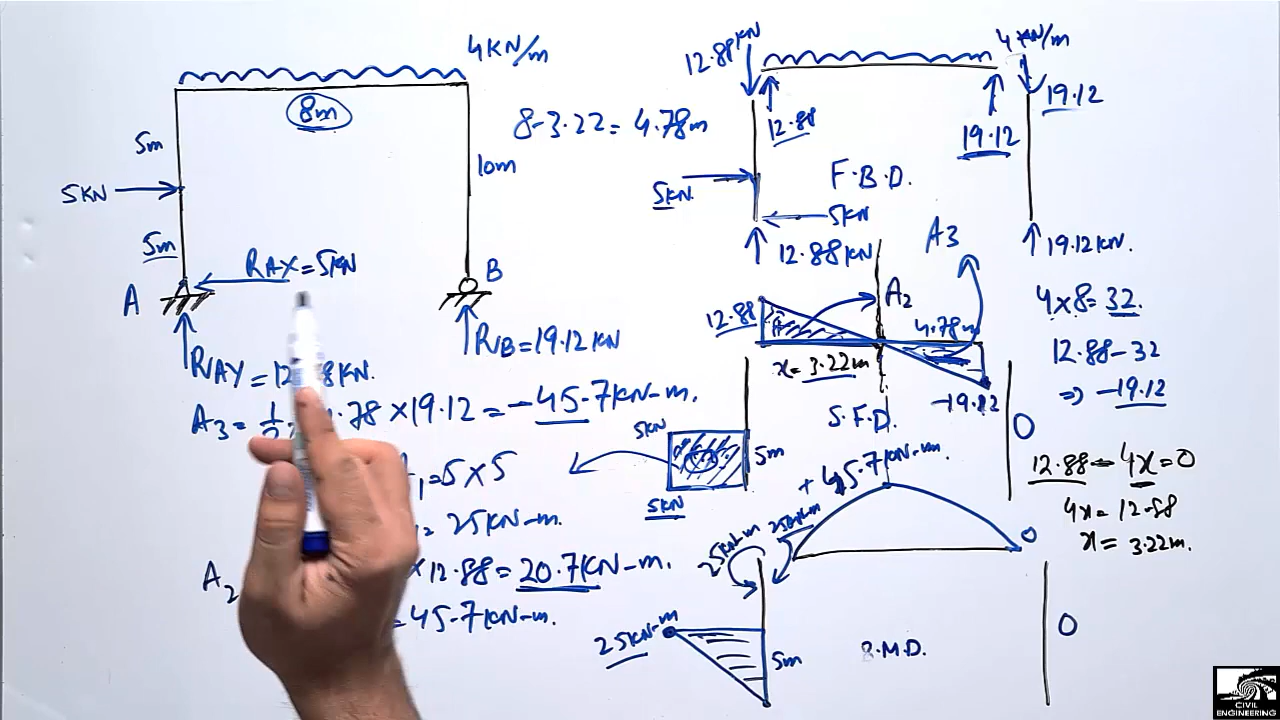 4KN/m
8m
5m
5KN
5m
10m
RAX=5KN
A
B
RAY=12
8KN.
RB=19.12KN
8-3.22=4.78m
A3=
.78×19.12=-45.7KN-m.
1=5×5
=25KN-m.
A2
×12.88=20.7KN-m.
=45.7KN-m.
12.88KN
4KN/m
12.88
19.12
19.12
5KN.
F.B.D.
5KN
12.88KN
19.12KN.
A3
A2
12.88
4.78m
x=3.22m
-19.12
S.F.D.
0
4×8=32.
12.88-32
⇒ -19.12
12.88-4x=0
4x=12.88
x=3.22m.
5KN
5m
5KN
+45.7KN-m.
25KN-m
25KN-m
0
25KN-m
5m
B.M.D.
0
CIVIL
ENGINEERING